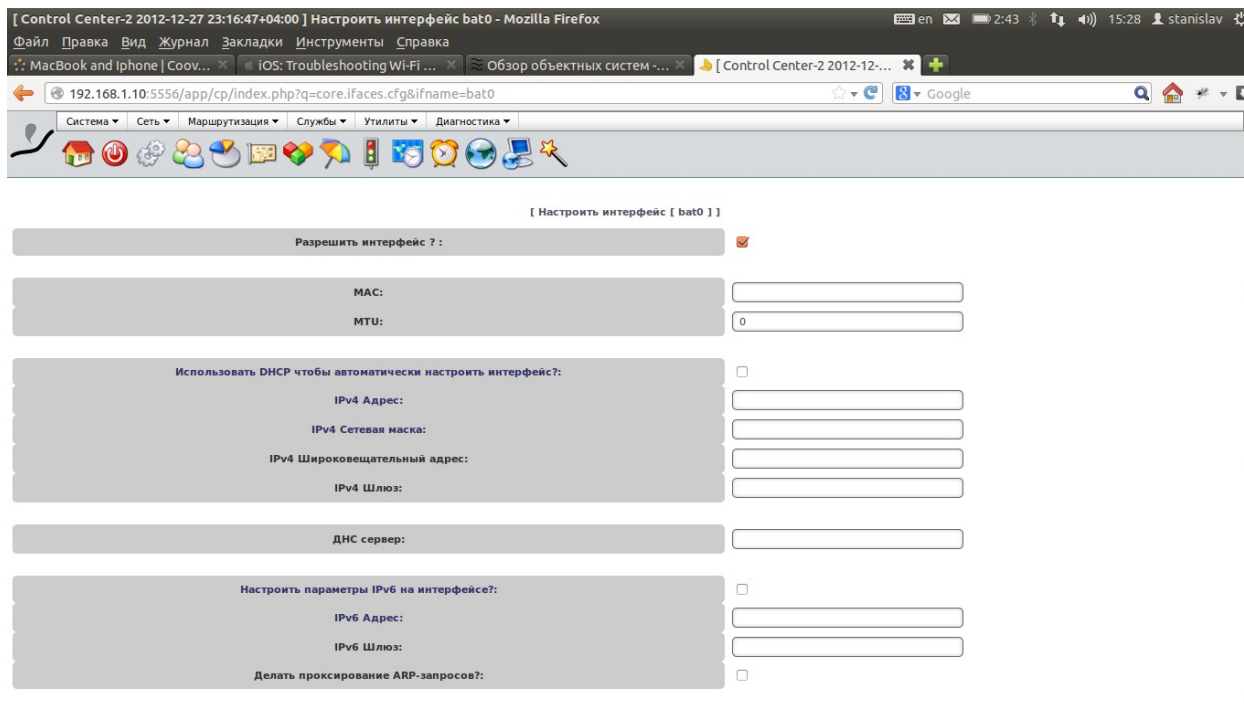 [ Control Center-2 2012-12-27 23:16:47+04:00 ] Настроить интерфейс bat0 - Mozilla Firefox en 2:43 15:28 stanislav
Файл Правка Вид Журнал Закладки Инструменты Справка
MacBook and Iphone | Coov... iOS: Troubleshooting Wi-Fi ... Обзор объектных систем -... [ Control Center-2 2012-12-...
192.168.1.10:5556/app/cp/index.php?q=core.ifaces.cfg&ifname=bat0 Google
Система Сеть Маршрутизация Службы Утилиты Диагностика
[ Настроить интерфейс [ bat0 ] ]
Разрешить интерфейс ? :
MAC:
MTU: 0
Использовать DHCP чтобы автоматически настроить интерфейс?:
IPv4 Адрес:
IPv4 Сетевая маска:
IPv4 Широковещательный адрес:
IPv4 Шлюз:
ДНС сервер:
Настроить параметры IPv6 на интерфейсе?:
IPv6 Адрес:
IPv6 Шлюз:
Делать проксирование ARP-запросов?: